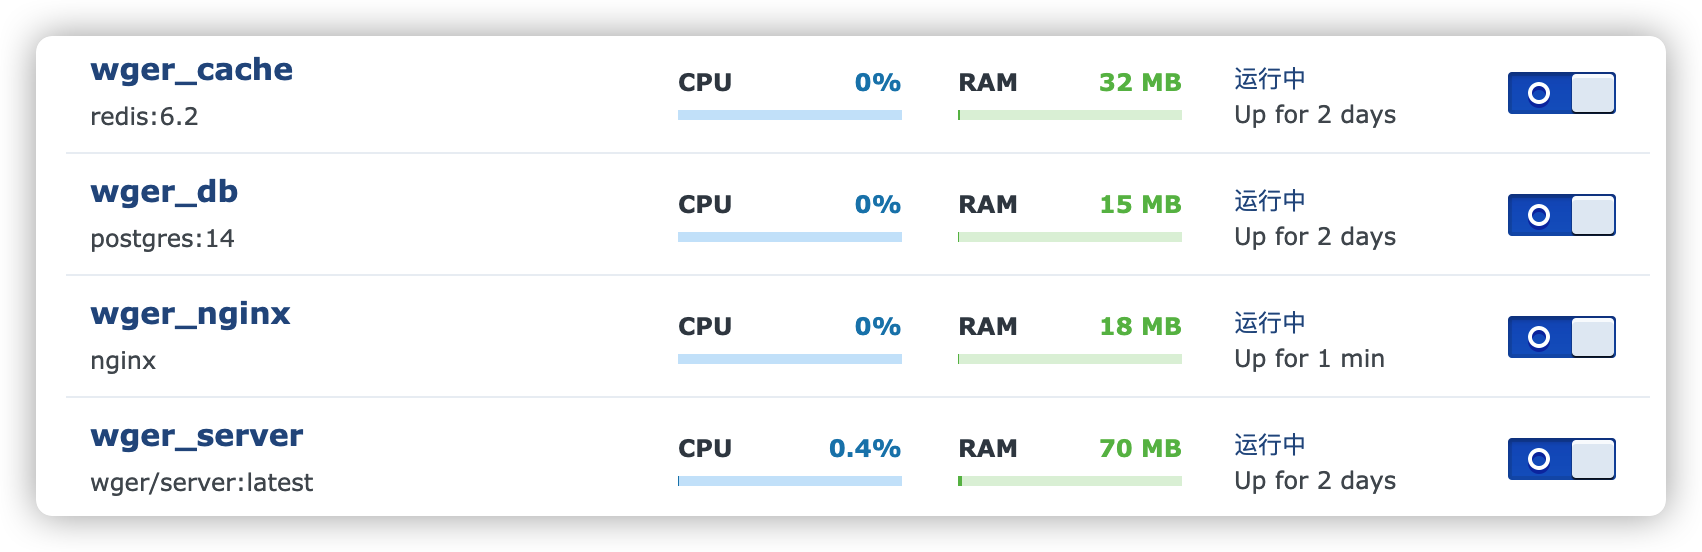 wger_cache
redis:6.2
CPU 0%
RAM 32 MB
运行中
Up for 2 days
wger_db
postgres:14
CPU 0%
RAM 15 MB
运行中
Up for 2 days
wger_nginx
nginx
CPU 0%
RAM 18 MB
运行中
Up for 1 min
wger_server
wger/server:latest
CPU 0.4%
RAM 70 MB
运行中
Up for 2 days